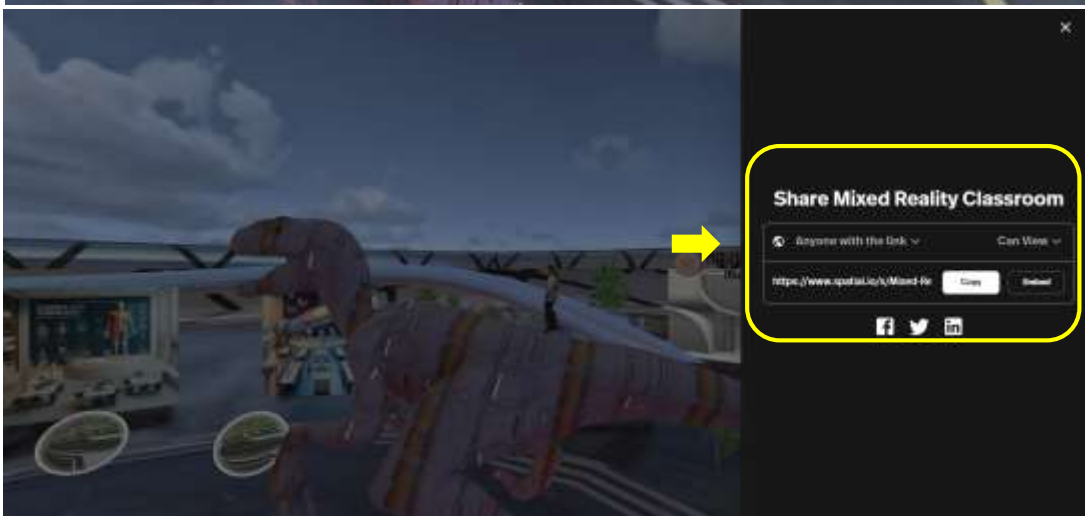 Share Mixed Reality Classroom
Anyone with the link
Can View
https://www.spatial.io/s/Mixed-Re
Copy
Embed